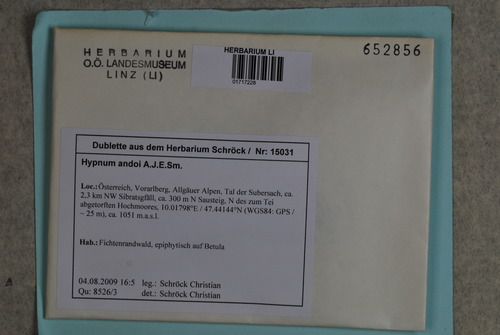 HERBARIUM
O.Ö. LANDESMUSEUM
LINZ (LI)
HERBARIUM LI
01717228
652856
Dublette aus dem Herbarium Schröck / Nr: 15031
Hypnum andoi A.J.E.Sm.
Loc.: Österreich, Vorarlberg, Allgäuer Alpen, Tal der Subersach, ca.
2,3 km NW Sibratsgfäll, ca. 300 m N Sausteig, N des zum Tei
abgetorften Hochmoores, 10.01798°E / 47.44144°N (WGS84: GPS /
~ 25 m), ca. 1051 m.a.s.l.
Hab.: Fichtenrandwald, epiphytisch auf Betula
04.08.2009 16:5 leg.: Schröck Christian
Qu: 8526/3 det.: Schröck Christian